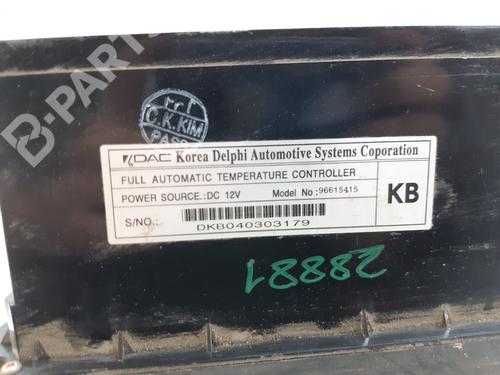 B-PARTS
C.K.KIM
PASS
KDAC Korea Delphi Automotive Systems Coporation
FULL AUTOMATIC TEMPERATURE CONTROLLER
POWER SOURCE.:DC 12V Model No :96615415
KB
S/NO.:
DKB040303179
28881